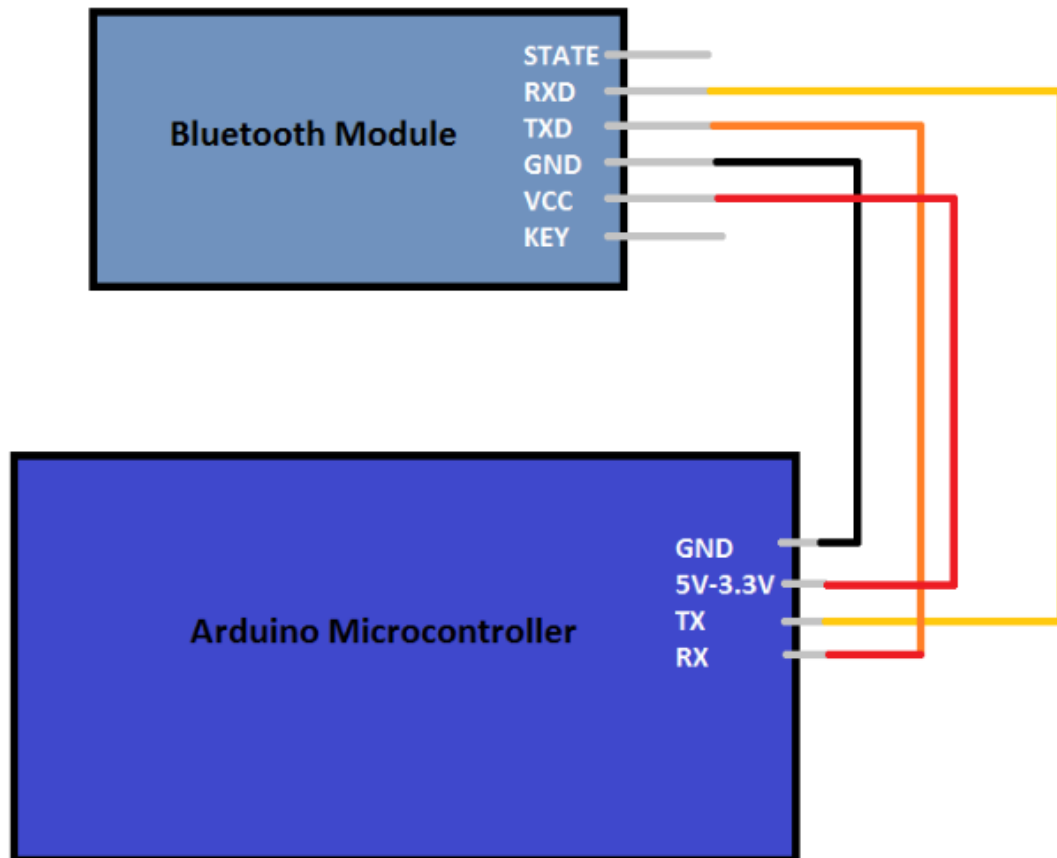 STATE
RXD
Bluetooth Module
TXD
GND
VCC
KEY
GND
5V-3.3V
Arduino Microcontroller
TX
RX